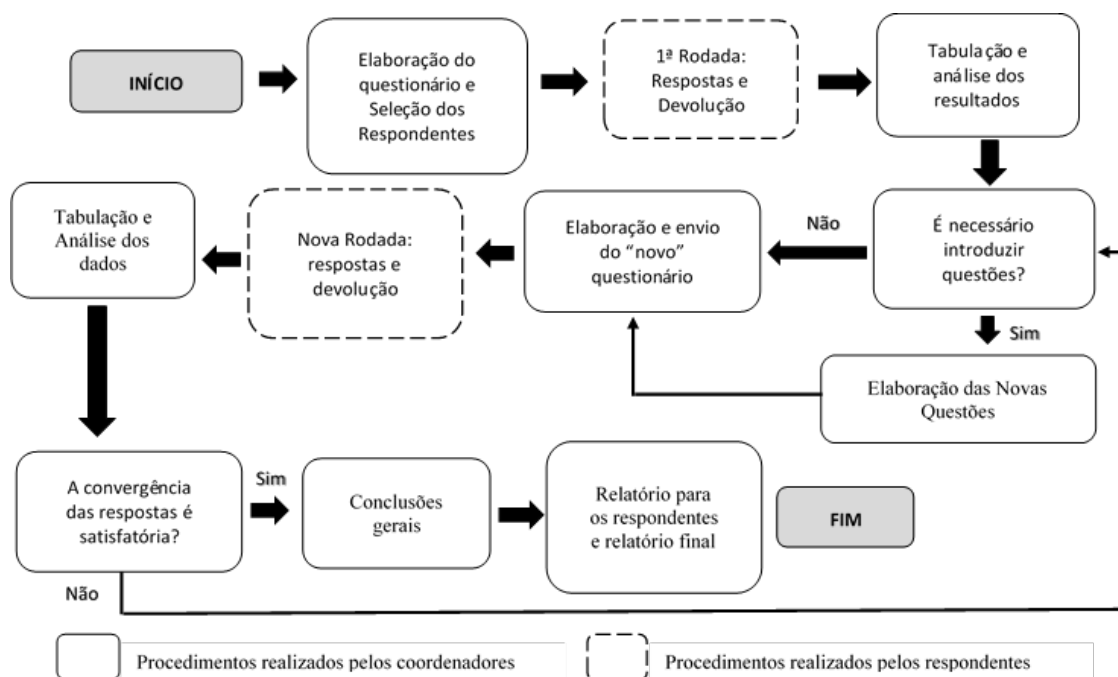 INÍCIO
Elaboração do
questionário e
Seleção dos
Respondentes
1ª Rodada:
Respostas e
Devolução
Tabulação e
análise dos
resultados
É necessário
introduzir
questões?
Não
Sim
Elaboração e envio
do “novo”
questionário
Elaboração das Novas
Questões
Nova Rodada:
respostas e
devolução
Tabulação e
Análise dos
dados
A convergência
das respostas é
satisfatória?
Sim
Não
Conclusões
gerais
Relatório para
os respondentes
e relatório final
FIM
Procedimentos realizados pelos coordenadores
Procedimentos realizados pelos respondentes